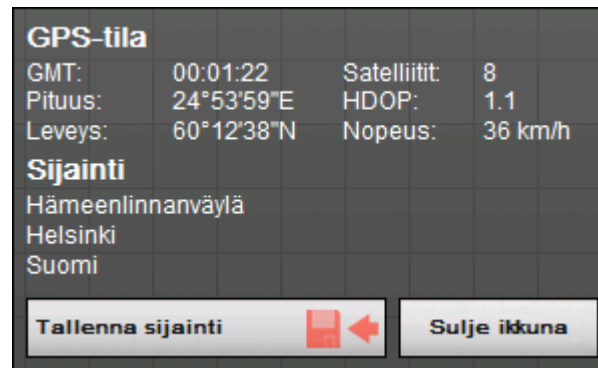 GPS-tila
GMT: 00:01:22 Satelliitit: 8
Pituus: 24°53'59"E HDOP: 1.1
Leveys: 60°12'38"N Nopeus: 36 km/h
Sijainti
Hämeenlinnanväylä
Helsinki
Suomi
Tallenna sijainti Sulje ikkuna